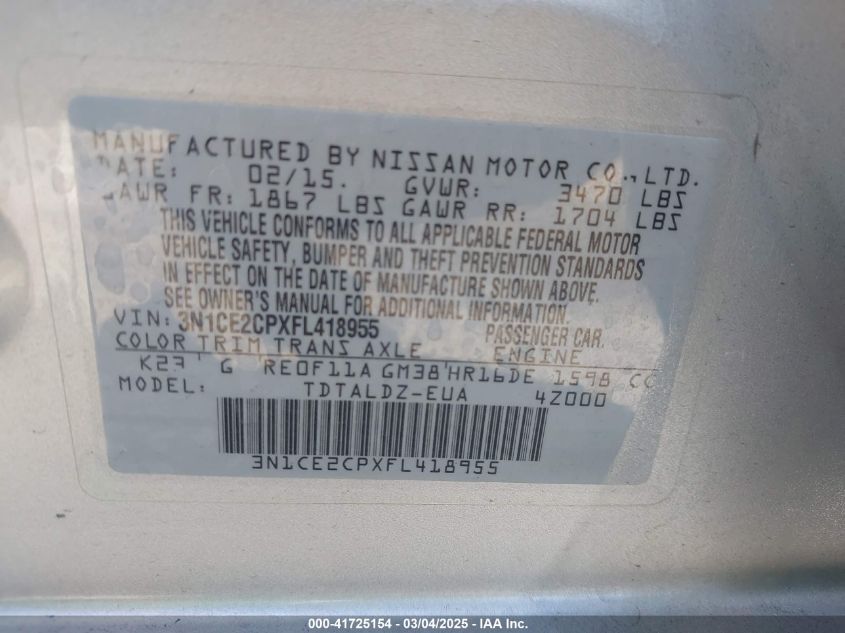 MANUFACTURED BY NISSAN MOTOR CO., LTD.
DATE: 02/15. GVWR: 3470 LBS
GAWR FR: 1867 LBS GAWR RR: 1704 LBS
THIS VEHICLE CONFORMS TO ALL APPLICABLE FEDERAL MOTOR
VEHICLE SAFETY, BUMPER AND THEFT PREVENTION STANDARDS
IN EFFECT ON THE DATE OF MANUFACTURE SHOWN ABOVE.
SEE OWNER'S MANUAL FOR ADDITIONAL INFORMATION.
VIN: 3N1CE2CPXFL418955 PASSENGER CAR.
COLOR TRIM TRANS AXLE ENGINE
K23 G RE0F11A GM38 HR16DE 1598 CC
MODEL: TDTALDZ-EUA 4Z000
3N1CE2CPXFL418955
000-41725154 - 03/04/2025 - IAA Inc.